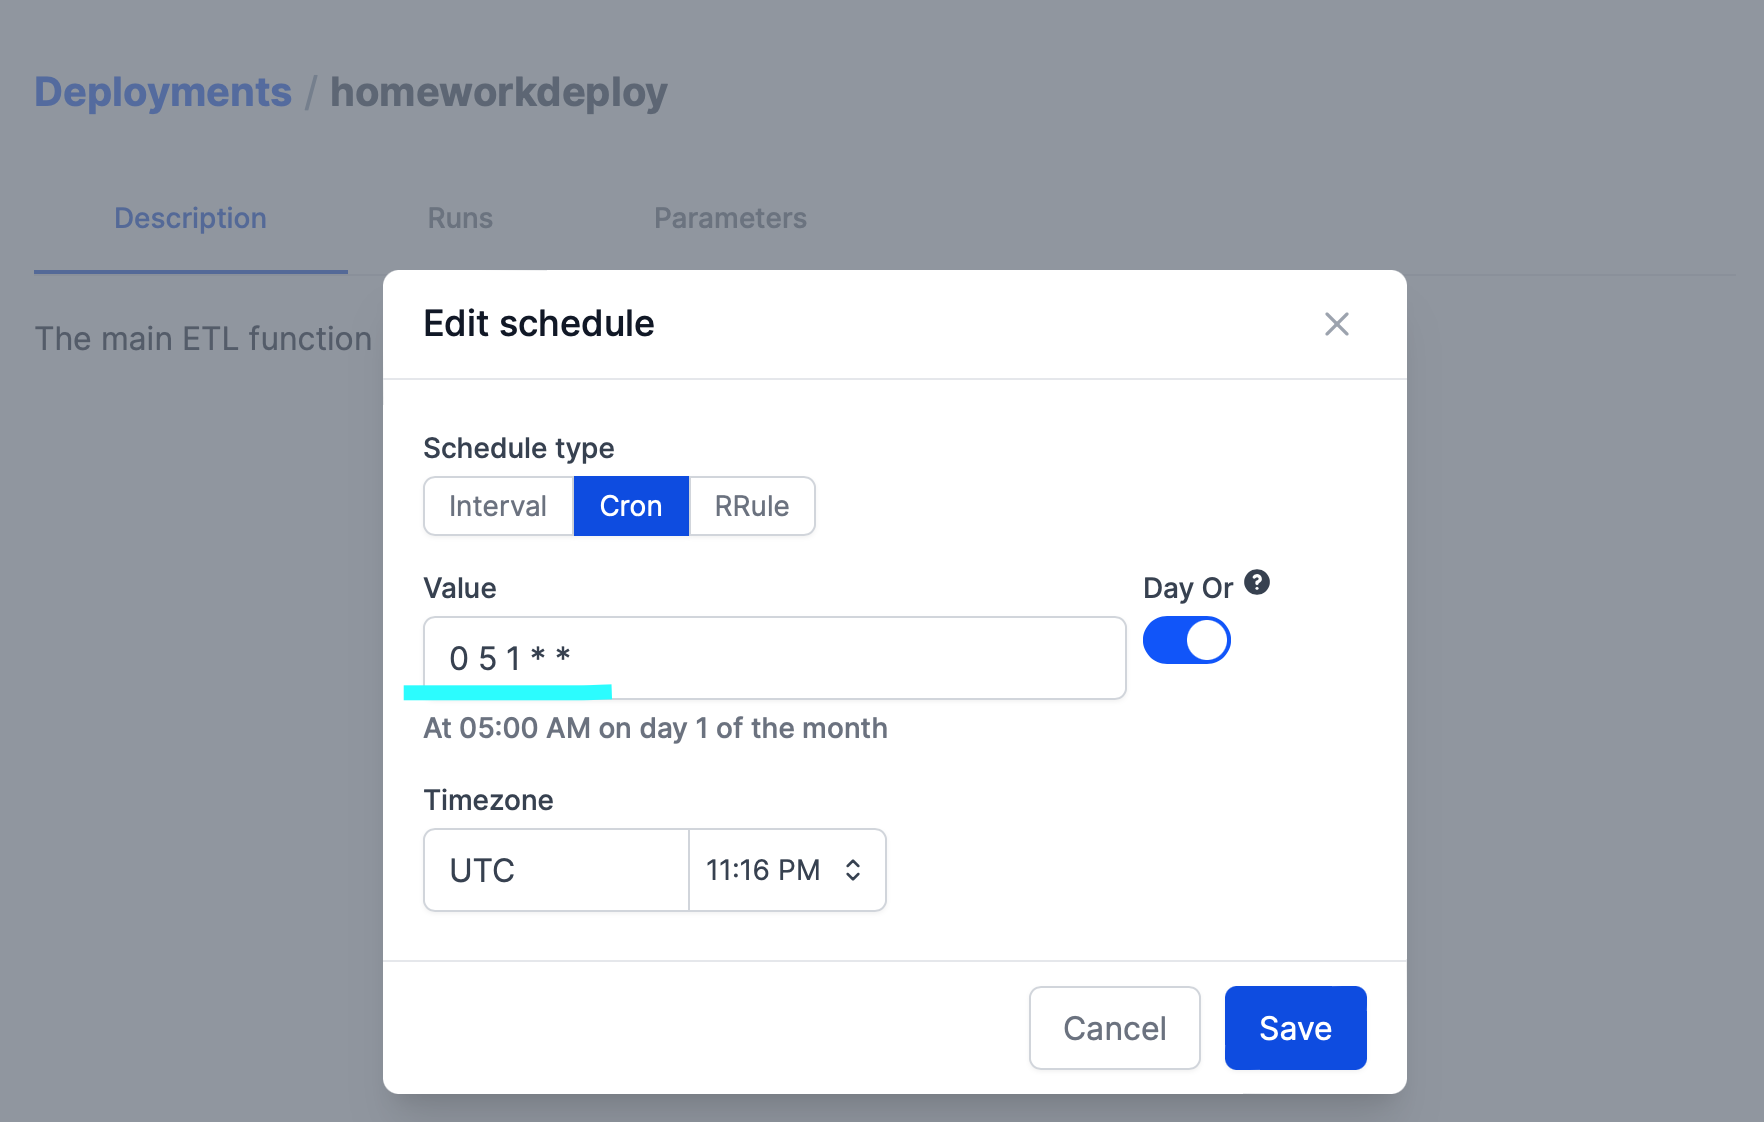 Deployments / homeworkdeploy
Description Runs Parameters
The main ETL function
Edit schedule
Schedule type
Interval Cron RRule
Value Day Or ?
0 5 1 * *
At 05:00 AM on day 1 of the month
Timezone
UTC 11:16 PM
Cancel Save